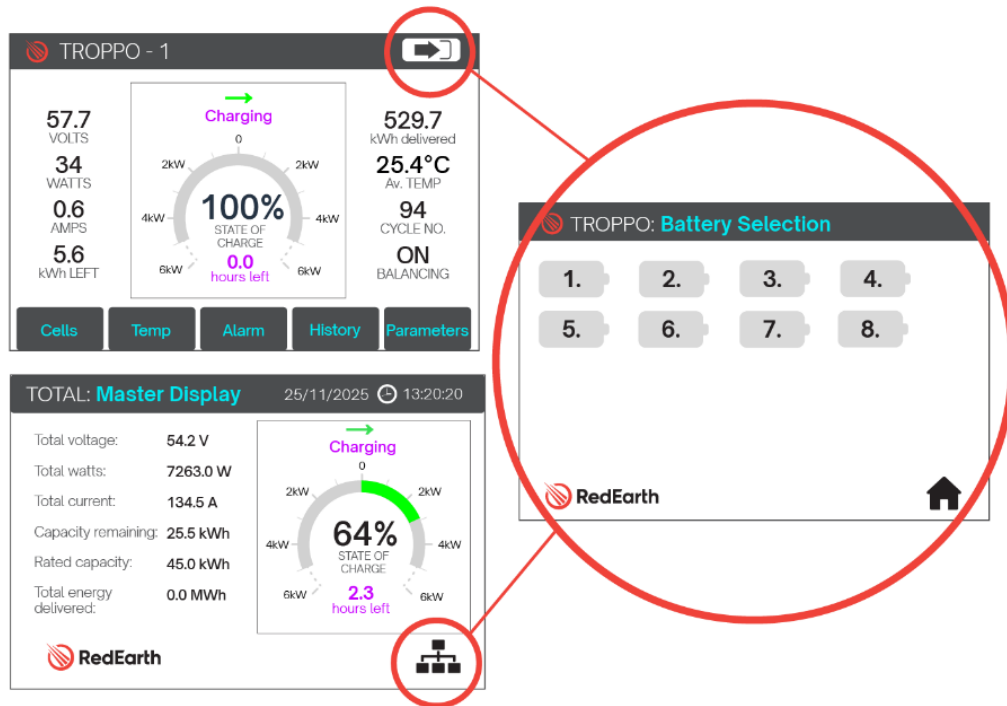 TROPPO - 1
57.7
VOLTS
34
WATTS
0.6
AMPS
5.6
kWh LEFT
Charging
0
2kW
2kW
4kW
4kW
6kW
6kW
100%
STATE OF
CHARGE
0.0
hours left
529.7
kWh delivered
25.4°C
Av. TEMP
94
CYCLE NO.
ON
BALANCING
Cells Temp Alarm History Parameters
TOTAL: Master Display 25/11/2025 13:20:20
Total voltage: 54.2 V
Total watts: 7263.0 W
Total current: 134.5 A
Capacity remaining: 25.5 kWh
Rated capacity: 45.0 kWh
Total energy
delivered: 0.0 MWh
Charging
0
2kW
2kW
4kW
4kW
6kW
6kW
64%
STATE OF
CHARGE
2.3
hours left
RedEarth
TROPPO: Battery Selection
1. 2. 3. 4.
5. 6. 7. 8.
RedEarth